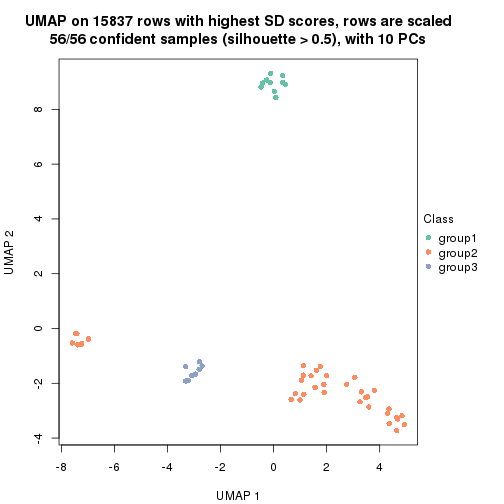 UMAP on 15837 rows with highest SD scores, rows are scaled
56/56 confident samples (silhouette > 0.5), with 10 PCs
8
6
4
2
0
-2
-4
UMAP 2
-8
-6
-4
-2
0
2
4
UMAP 1
Class
group1
group2
group3